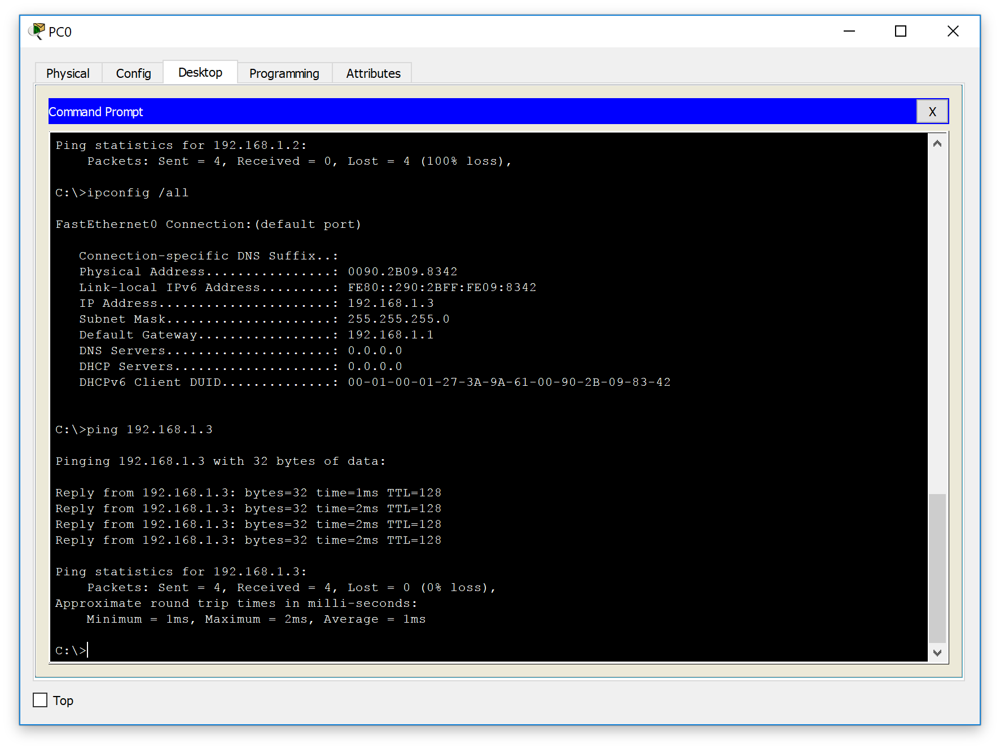 PC0
Physical Config Desktop Programming Attributes
Command Prompt X
Ping statistics for 192.168.1.2:
    Packets: Sent = 4, Received = 0, Lost = 4 (100% loss),
C:\>ipconfig /all
FastEthernet0 Connection:(default port)
   Connection-specific DNS Suffix..:
   Physical Address................: 0090.2B09.8342
   Link-local IPv6 Address.........: FE80::290:2BFF:FE09:8342
   IP Address......................: 192.168.1.3
   Subnet Mask.....................: 255.255.255.0
   Default Gateway.................: 192.168.1.1
   DNS Servers.....................: 0.0.0.0
   DHCP Servers....................: 0.0.0.0
   DHCPv6 Client DUID..............: 00-01-00-01-27-3A-9A-61-00-90-2B-09-83-42
C:\>ping 192.168.1.3
Pinging 192.168.1.3 with 32 bytes of data:
Reply from 192.168.1.3: bytes=32 time=1ms TTL=128
Reply from 192.168.1.3: bytes=32 time=2ms TTL=128
Reply from 192.168.1.3: bytes=32 time=2ms TTL=128
Reply from 192.168.1.3: bytes=32 time=2ms TTL=128
Ping statistics for 192.168.1.3:
    Packets: Sent = 4, Received = 4, Lost = 0 (0% loss),
Approximate round trip times in milli-seconds:
    Minimum = 1ms, Maximum = 2ms, Average = 1ms
C:\>
Top